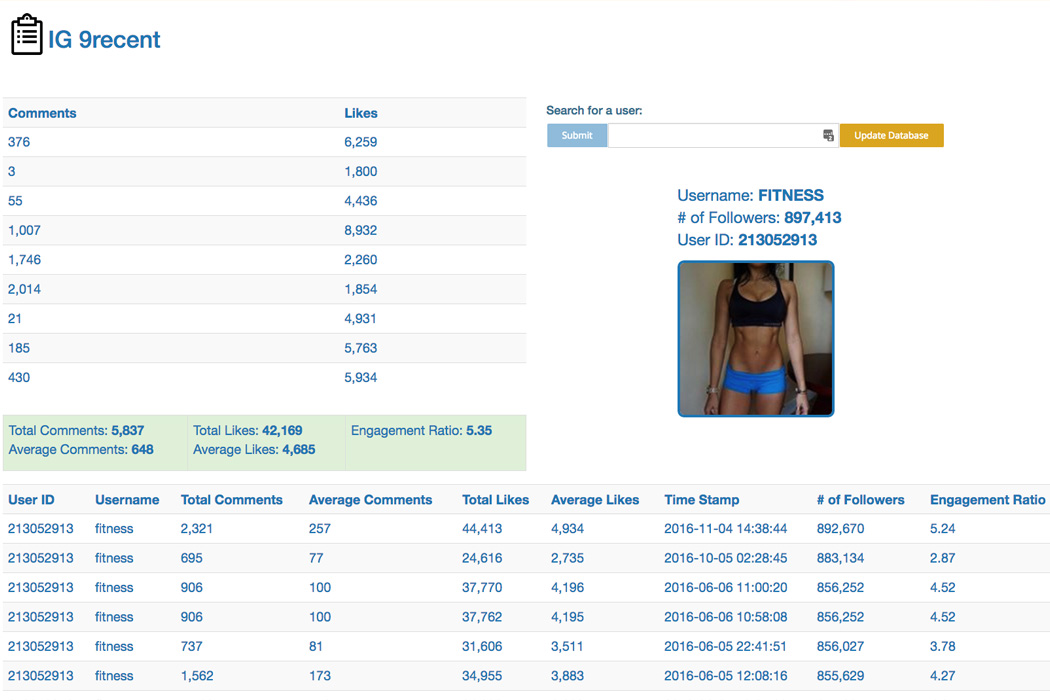 IG 9recent
Comments Likes
376 6,259
3 1,800
55 4,436
1,007 8,932
1,746 2,260
2,014 1,854
21 4,931
185 5,763
430 5,934
Total Comments: 5,837 Total Likes: 42,169 Engagement Ratio: 5.35
Average Comments: 648 Average Likes: 4,685
Search for a user:
Submit Update Database
Username: FITNESS
# of Followers: 897,413
User ID: 213052913
User ID Username Total Comments Average Comments Total Likes Average Likes Time Stamp # of Followers Engagement Ratio
213052913 fitness 2,321 257 44,413 4,934 2016-11-04 14:38:44 892,670 5.24
213052913 fitness 695 77 24,616 2,735 2016-10-05 02:28:45 883,134 2.87
213052913 fitness 906 100 37,770 4,196 2016-06-06 11:00:20 856,252 4.52
213052913 fitness 906 100 37,762 4,195 2016-06-06 10:58:08 856,252 4.52
213052913 fitness 737 81 31,606 3,511 2016-06-05 22:41:51 856,027 3.78
213052913 fitness 1,562 173 34,955 3,883 2016-06-05 12:08:16 855,629 4.27